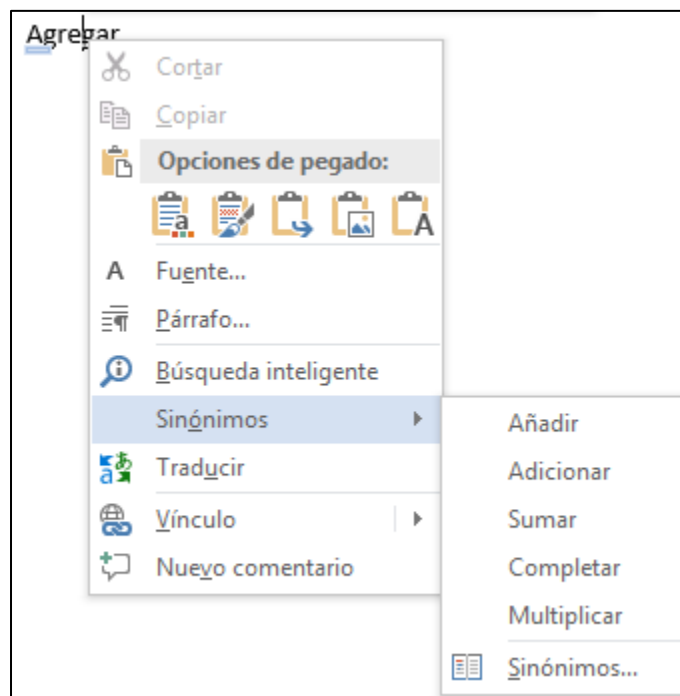 Agregar
Cortar
Copiar
Opciones de pegado:
Fuente...
Párrafo...
Búsqueda inteligente
Sinónimos
Añadir
Traducir
Adicionar
Vínculo
Sumar
Nuevo comentario
Completar
Multiplicar
Sinónimos...